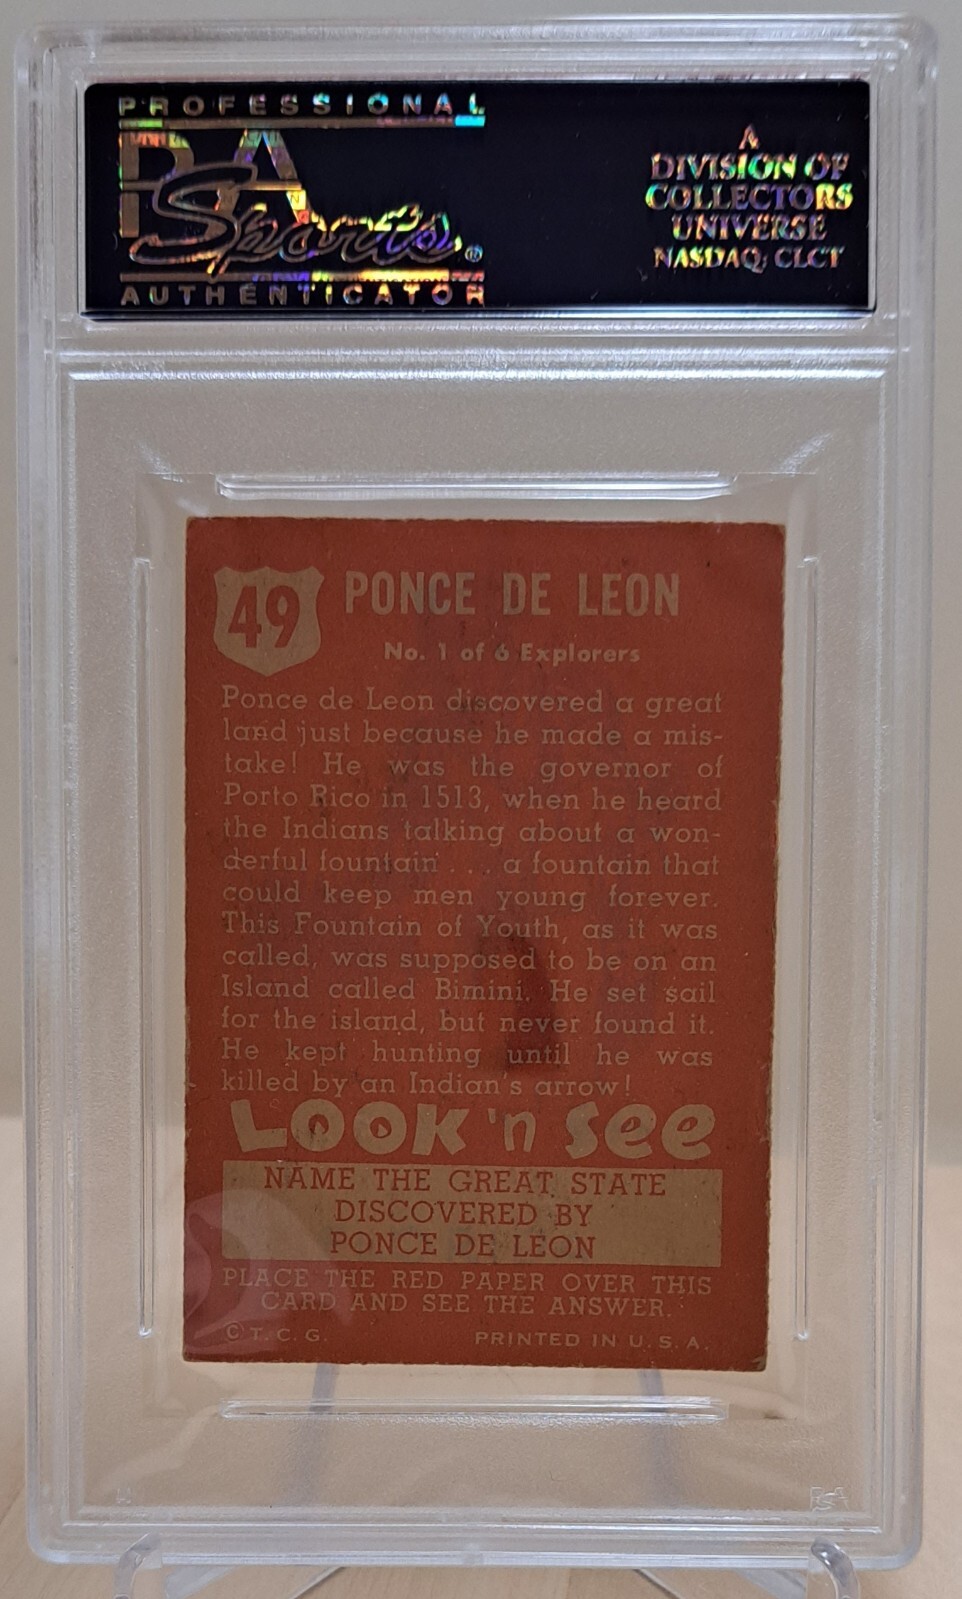 PROFESSIONAL
PSA
Sports®
AUTHENTICATOR
A
DIVISION OF
COLLECTORS
UNIVERSE
NASDAQ: CLCT
49
PONCE DE LEON
No. 1 of 6 Explorers
Ponce de Leon discovered a great
land just because he made a mis-
take! He was the governor of
Porto Rico in 1513, when he heard
the Indians talking about a won-
derful fountain . . . a fountain that
could keep men young forever.
This Fountain of Youth, as it was
called, was supposed to be on an
Island called Bimini. He set sail
for the island, but never found it.
He kept hunting until he was
killed by an Indian's arrow!
LOOK 'n See
NAME THE GREAT STATE
DISCOVERED BY
PONCE DE LEON
PLACE THE RED PAPER OVER THIS
CARD AND SEE THE ANSWER.
© T. C. G.
PRINTED IN U. S. A.
PSA